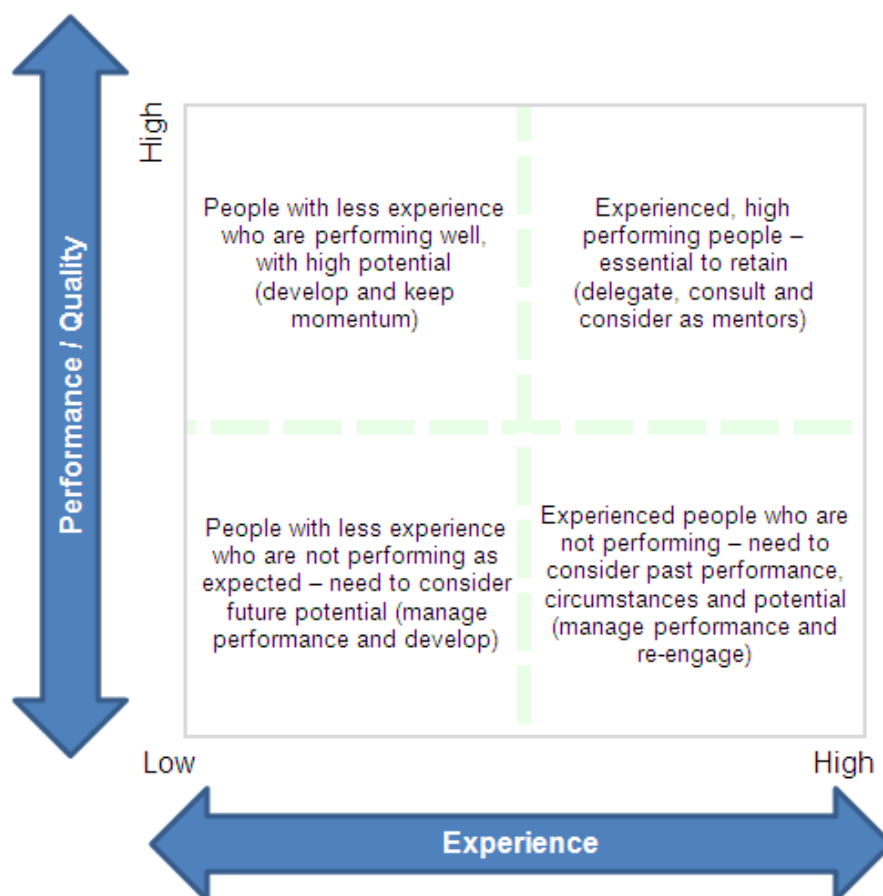 High
Performance / Quality
People with less experience
who are performing well,
with high potential
(develop and keep
momentum)
Experienced, high
performing people –
essential to retain
(delegate, consult and
consider as mentors)
People with less experience
who are not performing as
expected – need to consider
future potential (manage
performance and develop)
Experienced people who are
not performing – need to
consider past performance,
circumstances and potential
(manage performance and
re-engage)
Low
High
Experience